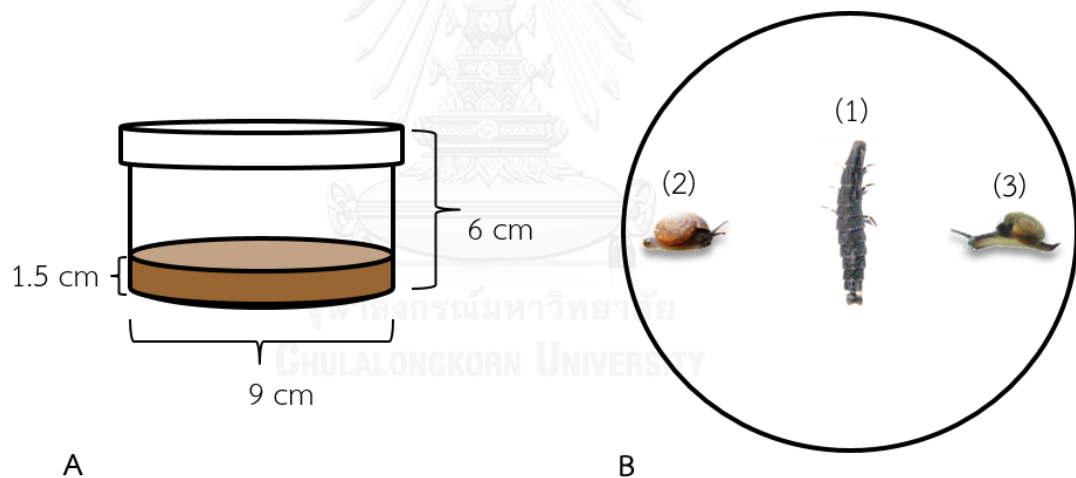 (1)
(2)
(3)
6 cm
1.5 cm
จุฬาลงกรณ์มหาวิทยาลัย
CHULALONGKORN UNIVERSITY
9 cm
A
B